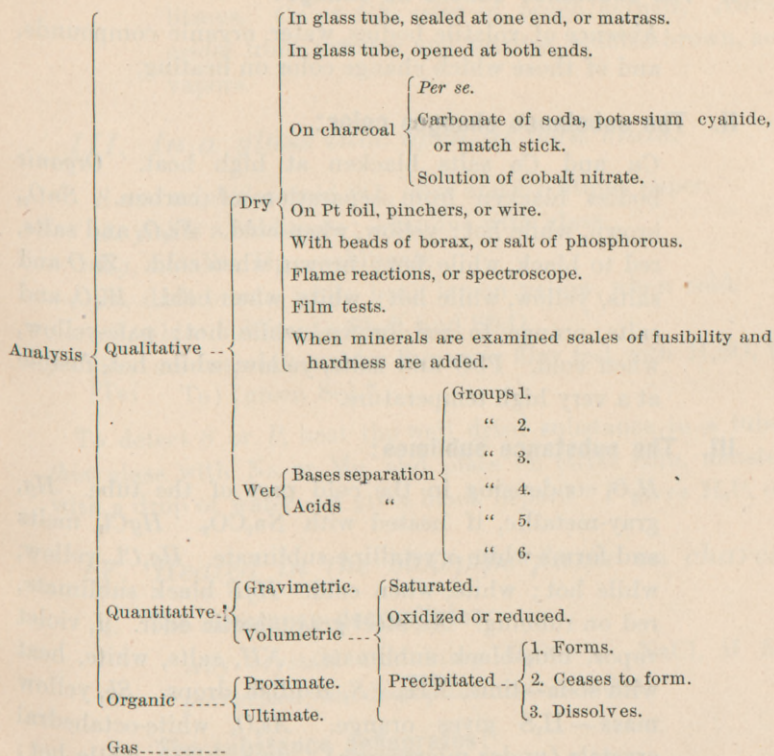 In glass tube, sealed at one end, or matrass.
In glass tube, opened at both ends.
Per se.
On charcoal
Carbonate of soda, potassium cyanide,
or match stick.
Solution of cobalt nitrate.
Dry
On Pt foil, pinchers, or wire.
With beads of borax, or salt of phosphorous.
Flame reactions, or spectroscope.
Film tests.
Analysis
Qualitative
When minerals are examined scales of fusibility and
hardness are added.
Groups 1.
“ 2.
“ 3.
Wet
Bases separation
Acids “
“ 4.
“ 5.
“ 6.
Quantitative
Gravimetric.
Volumetric
Saturated.
Oxidized or reduced.
Precipitated
1. Forms.
2. Ceases to form.
3. Dissolves.
Organic
Proximate.
Ultimate.
Gas